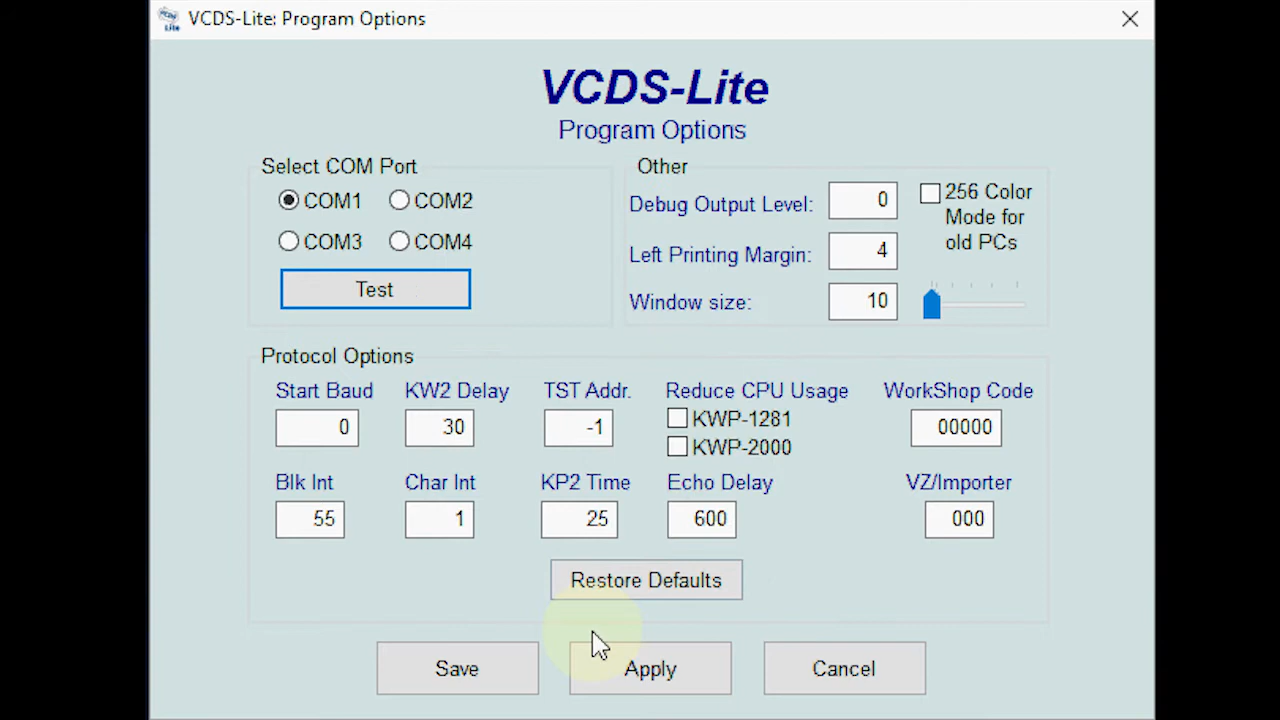 VCDS-Lite: Program Options
VCDS-Lite
Program Options
Select COM Port
COM1 COM2
COM3 COM4
Test
Other
Debug Output Level: 0
Left Printing Margin: 4
Window size: 10
256 Color
Mode for
old PCs
Protocol Options
Start Baud KW2 Delay TST Addr. Reduce CPU Usage WorkShop Code
0 30 -1 KWP-1281 00000
KWP-2000
Blk Int Char Int KP2 Time Echo Delay VZ/Importer
55 1 25 600 000
Restore Defaults
Save Apply Cancel